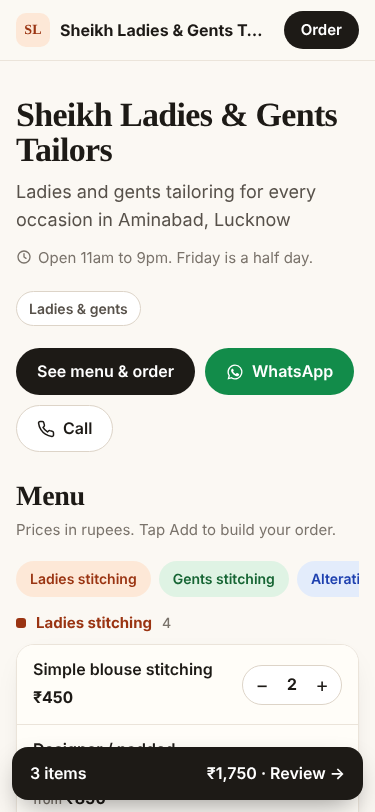 SL
Sheikh Ladies & Gents T...
Order
Sheikh Ladies & Gents
Tailors
Ladies and gents tailoring for every
occasion in Aminabad, Lucknow
Open 11am to 9pm. Friday is a half day.
Ladies & gents
See menu & order
WhatsApp
Call
Menu
Prices in rupees. Tap Add to build your order.
Ladies stitching
Gents stitching
Alterati
Ladies stitching 4
Simple blouse stitching
₹450
− 2 +
3 items
₹1,750 · Review →